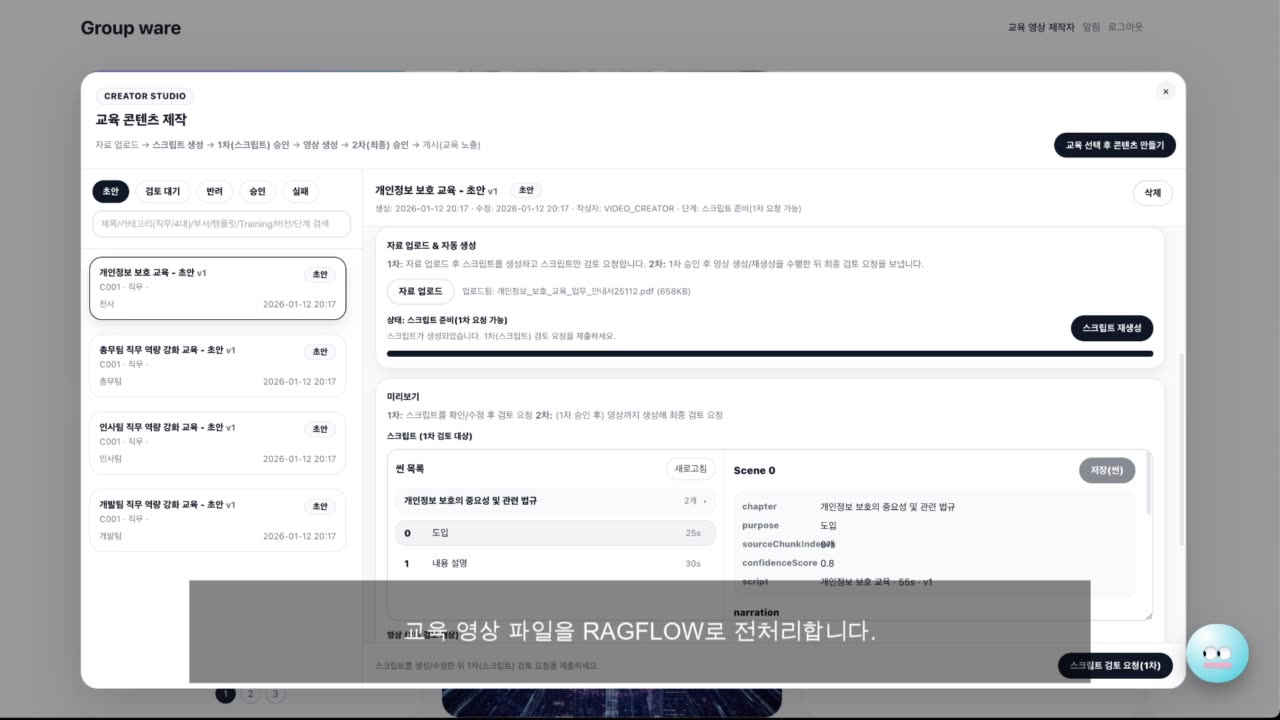 Group ware
교육 영상 제작자 알림 로그아웃
CREATOR STUDIO
×
교육 콘텐츠 제작
자료 업로드 → 스크립트 생성 → 1차(스크립트) 승인 → 영상 생성 → 2차(최종) 승인 → 게시(교육 노출)
교육 선택 후 콘텐츠 만들기
초안 검토 대기 반려 승인 실패
제목/카테고리(직무/4대)/부서/템플릿/Training/버전/단계 검색
개인정보 보호 교육 - 초안 v1 초안
C001 · 직무 ·
전사 2026-01-12 20:17
총무팀 직무 역량 강화 교육 - 초안 v1 초안
C001 · 직무 ·
총무팀 2026-01-12 20:17
인사팀 직무 역량 강화 교육 - 초안 v1 초안
C001 · 직무 ·
인사팀 2026-01-12 20:17
개발팀 직무 역량 강화 교육 - 초안 v1 초안
C001 · 직무 ·
개발팀 2026-01-12 20:17
1 2 3
개인정보 보호 교육 - 초안 v1 초안
생성: 2026-01-12 20:17 · 수정: 2026-01-12 20:17 · 작성자: VIDEO_CREATOR · 단계: 스크립트 준비(1차 요청 가능)
삭제
자료 업로드 & 자동 생성
1차: 자료 업로드 후 스크립트를 생성하고 스크립트만 검토 요청합니다. 2차: 1차 승인 후 영상 생성/재생성을 수행한 뒤 최종 검토 요청을 보냅니다.
자료 업로드 업로드됨: 개인정보_보호_교육_업무_안내서25112.pdf (658KB)
상태: 스크립트 준비(1차 요청 가능)
스크립트가 생성되었습니다. 1차(스크립트) 검토 요청을 제출하세요.
스크립트 재생성
미리보기
1차: 스크립트를 확인/수정 후 검토 요청 2차: (1차 승인 후) 영상까지 생성해 최종 검토 요청
스크립트 (1차 검토 대상)
씬 목록 새로고침
개인정보 보호의 중요성 및 관련 법규 2개 ·
0 도입 25s
1 내용 설명 30s
Scene 0 저장(씬)
chapter 개인정보 보호의 중요성 및 관련 법규
purpose 도입
sourceChunkIndexes 0개
confidenceScore 0.8
script 개인정보 보호 교육 · 55s · v1
narration
교육 영상 파일을 RAGFLOW로 전처리합니다.
스크립트를 생성/수정한 뒤 1차(스크립트) 검토 요청을 제출하세요.
스크립트 검토 요청(1차)